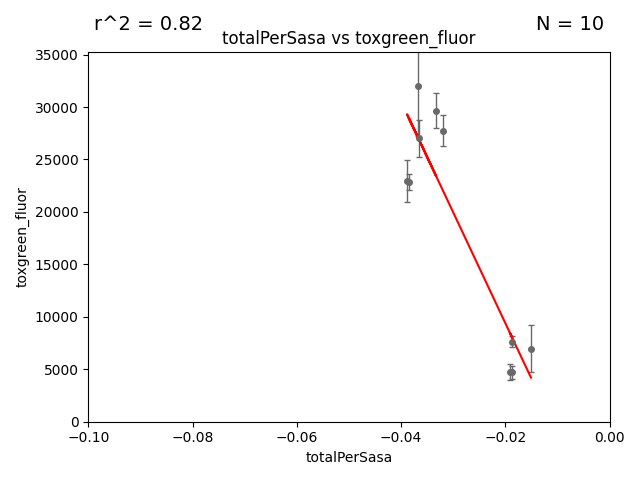 r^2 = 0.82
N = 10
totalPerSasa vs toxgreen_fluor
35000
30000
25000
20000
15000
10000
5000
0
toxgreen_fluor
−0.10
−0.08
−0.06
−0.04
−0.02
0.00
totalPerSasa